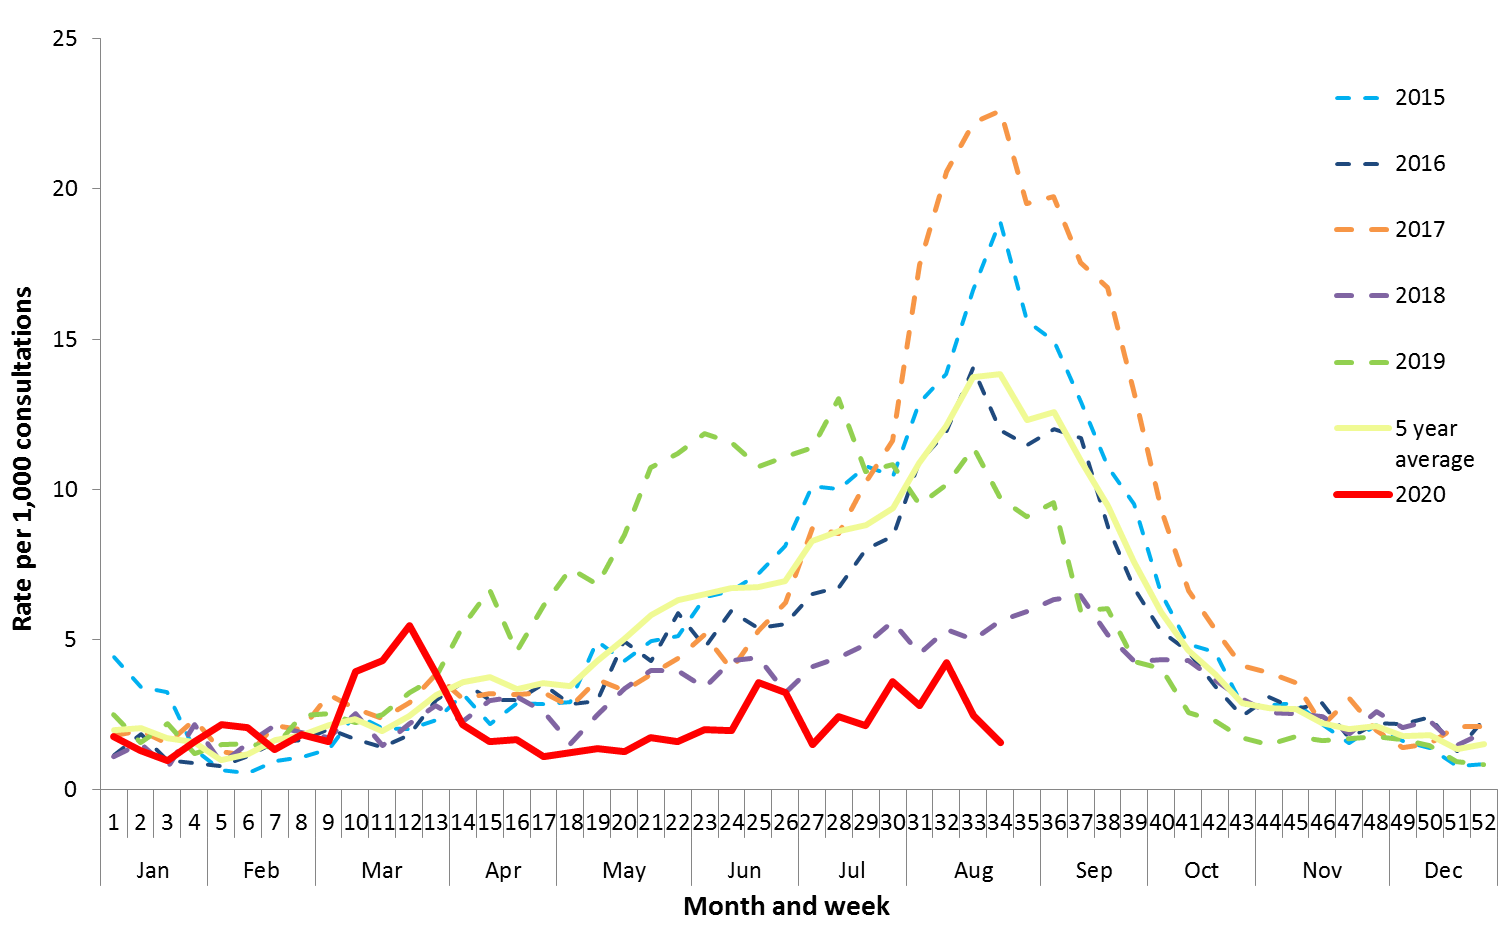 25
20
15
10
5
0
Rate per 1,000 consultations
2015
2016
2017
2018
2019
5 year
average
2020
1 2 3 4 5 6 7 8 9 10 11 12 13 14 15 16 17 18 19 20 21 22 23 24 25 26 27 28 29 30 31 32 33 34 35 36 37 38 39 40 41 42 43 44 45 46 47 48 49 50 51 52
Jan Feb Mar Apr May Jun Jul Aug Sep Oct Nov Dec
Month and week